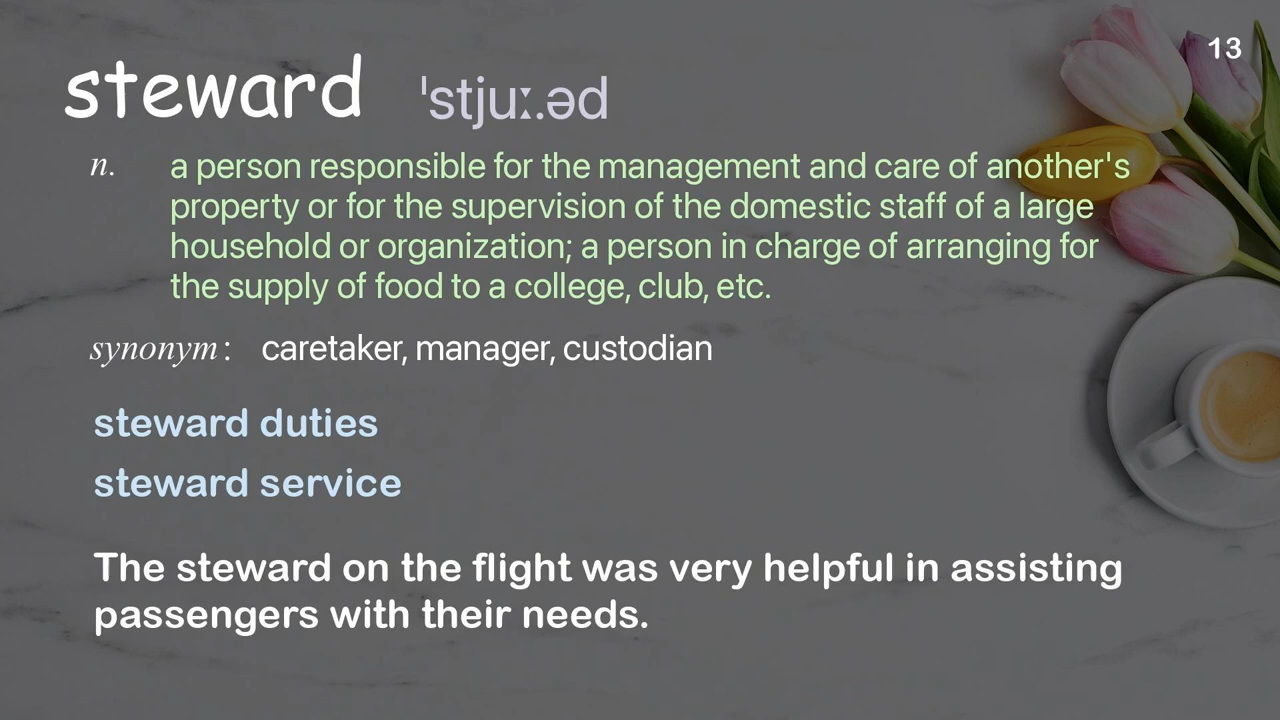 13
steward ˈstjuː.əd
n. a person responsible for the management and care of another's
property or for the supervision of the domestic staff of a large
household or organization; a person in charge of arranging for
the supply of food to a college, club, etc.
synonym: caretaker, manager, custodian
steward duties
steward service
The steward on the flight was very helpful in assisting
passengers with their needs.